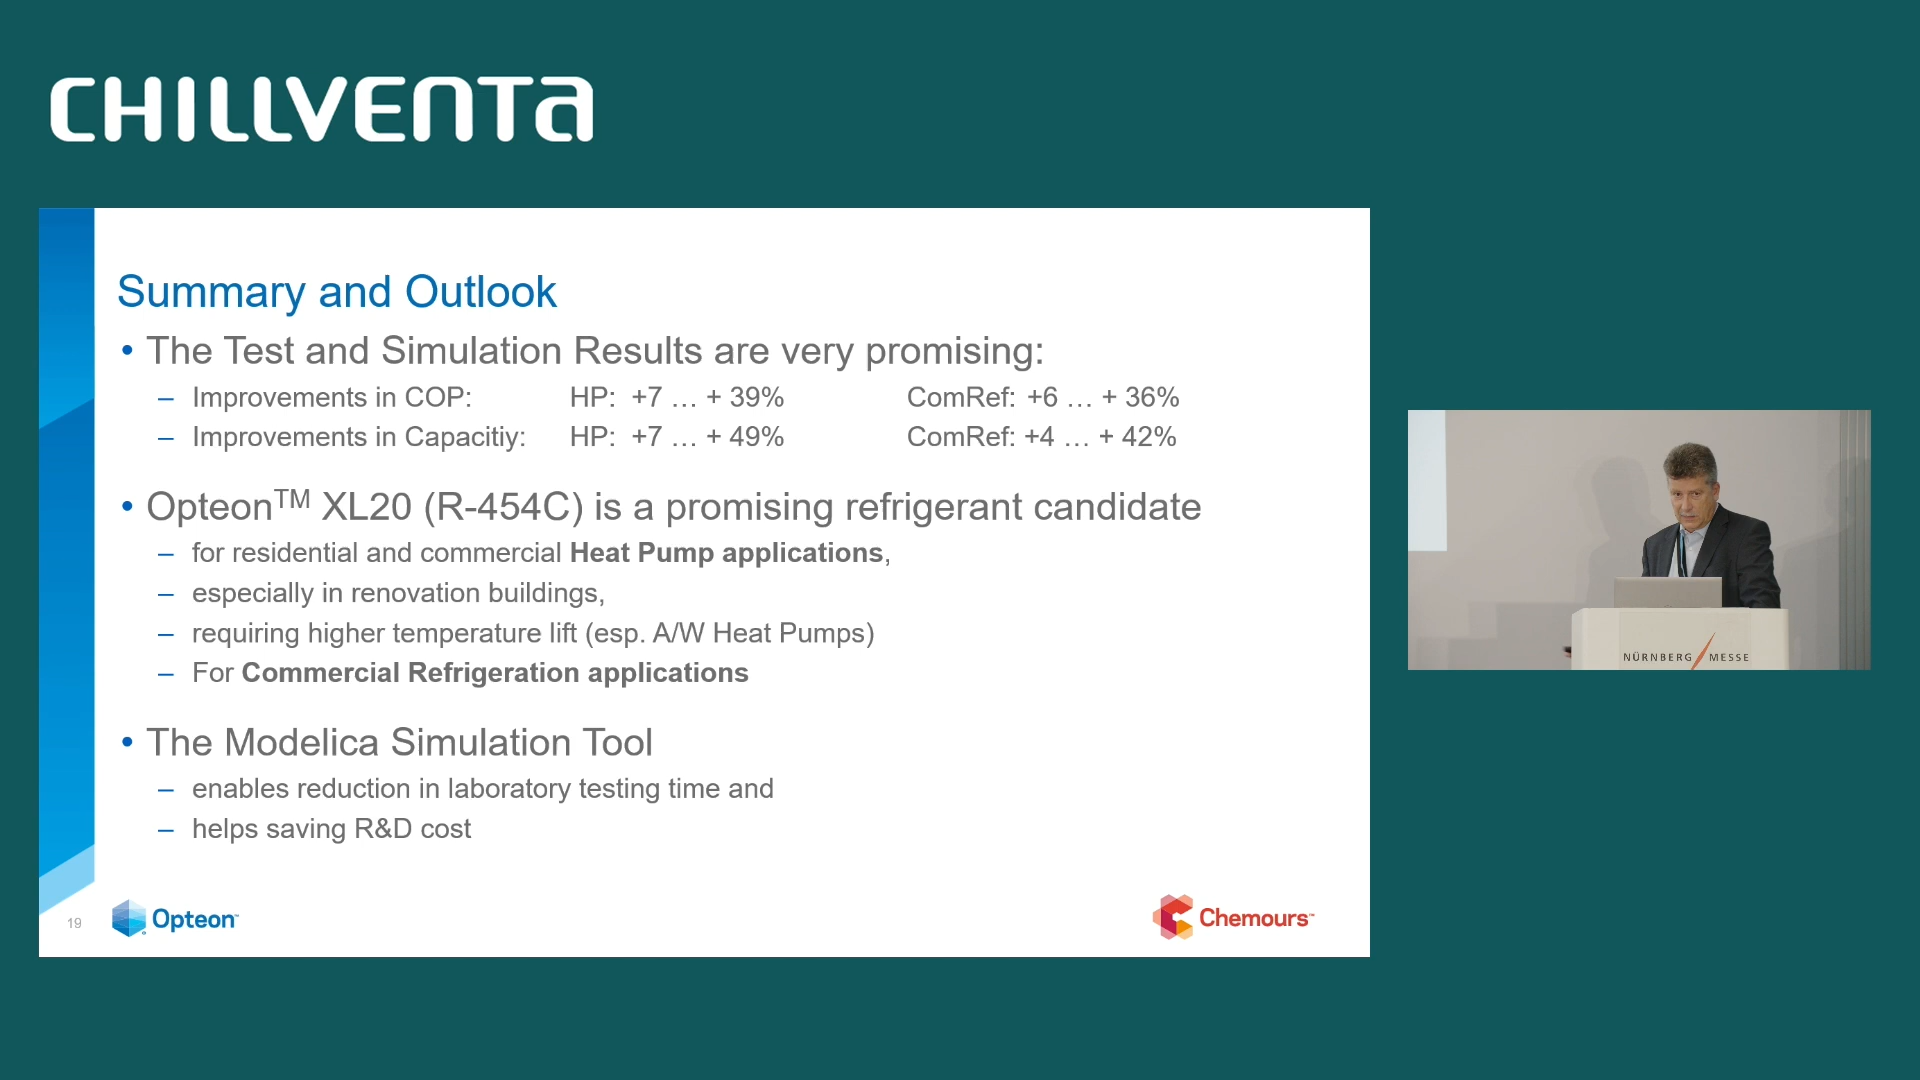 CHILLVENTA
Summary and Outlook
• The Test and Simulation Results are very promising:
– Improvements in COP: HP: +7 … + 39% ComRef: +6 … + 36%
– Improvements in Capacitiy: HP: +7 … + 49% ComRef: +4 … + 42%
• Opteon™ XL20 (R-454C) is a promising refrigerant candidate
– for residential and commercial Heat Pump applications,
– especially in renovation buildings,
– requiring higher temperature lift (esp. A/W Heat Pumps)
– For Commercial Refrigeration applications
• The Modelica Simulation Tool
– enables reduction in laboratory testing time and
– helps saving R&D cost
19 Opteon™ Chemours™
NÜRNBERG MESSE